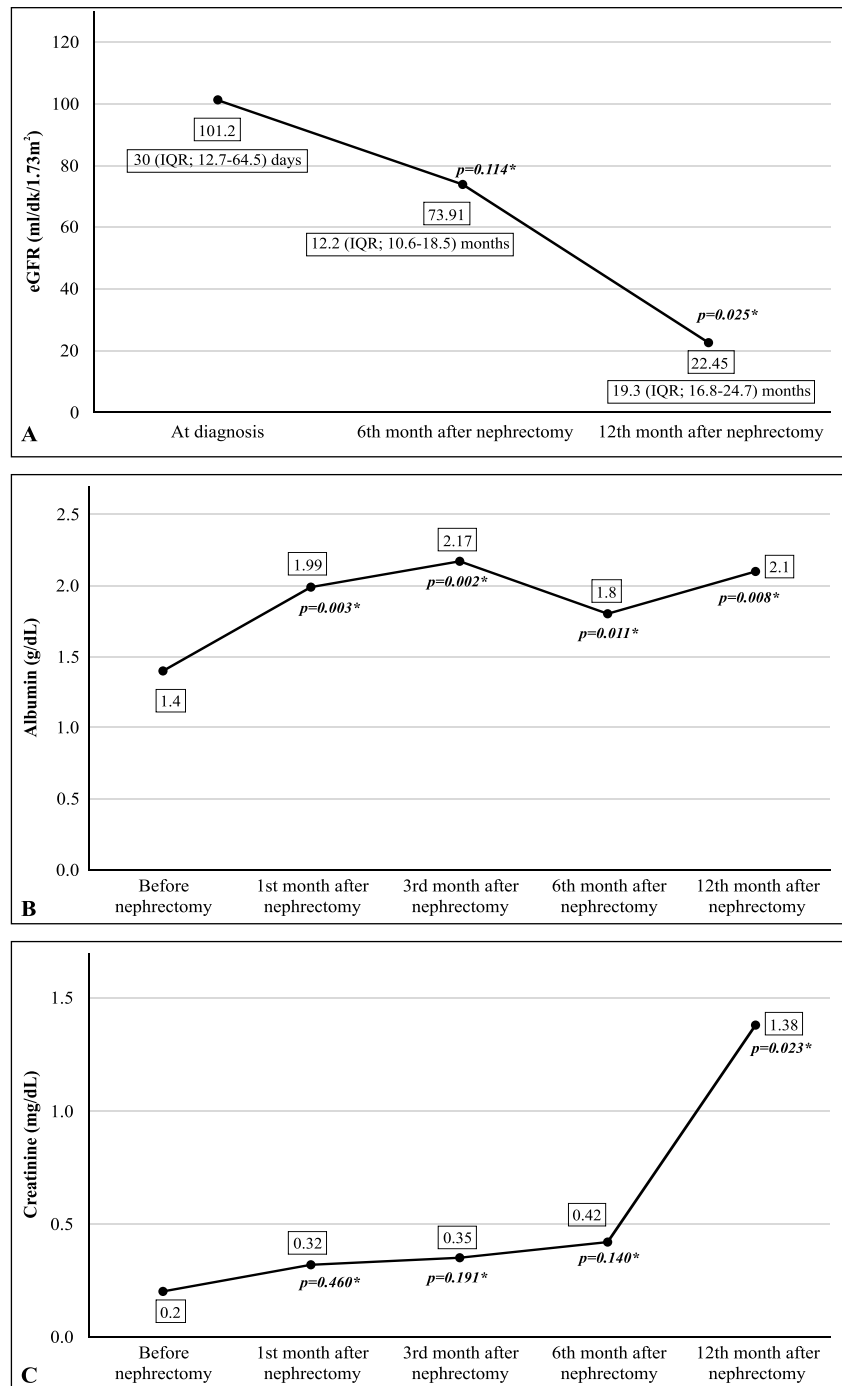 120
100
80
60
40
20
0
eGFR (ml/dk/1.73m²)
101.2
30 (IQR; 12.7-64.5) days
p=0.114*
73.91
12.2 (IQR; 10.6-18.5) months
p=0.025*
22.45
19.3 (IQR; 16.8-24.7) months
At diagnosis
6th month after nephrectomy
12th month after nephrectomy
A
2.5
2.0
1.5
1.0
0.5
0.0
Albumin (g/dL)
1.4
1.99
p=0.003*
2.17
p=0.002*
1.8
p=0.011*
2.1
p=0.008*
Before
nephrectomy
1st month after
nephrectomy
3rd month after
nephrectomy
6th month after
nephrectomy
12th month after
nephrectomy
B
1.5
1.0
0.5
0.0
Creatinine (mg/dL)
0.2
0.32
p=0.460*
0.35
p=0.191*
0.42
p=0.140*
1.38
p=0.023*
Before
nephrectomy
1st month after
nephrectomy
3rd month after
nephrectomy
6th month after
nephrectomy
12th month after
nephrectomy
C